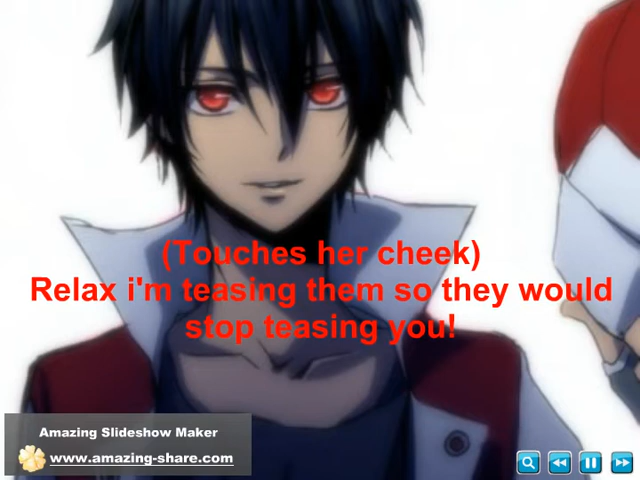 (Touches her cheek)
Relax i'm teasing them so they would
stop teasing you!
Amazing Slideshow Maker
www.amazing-share.com